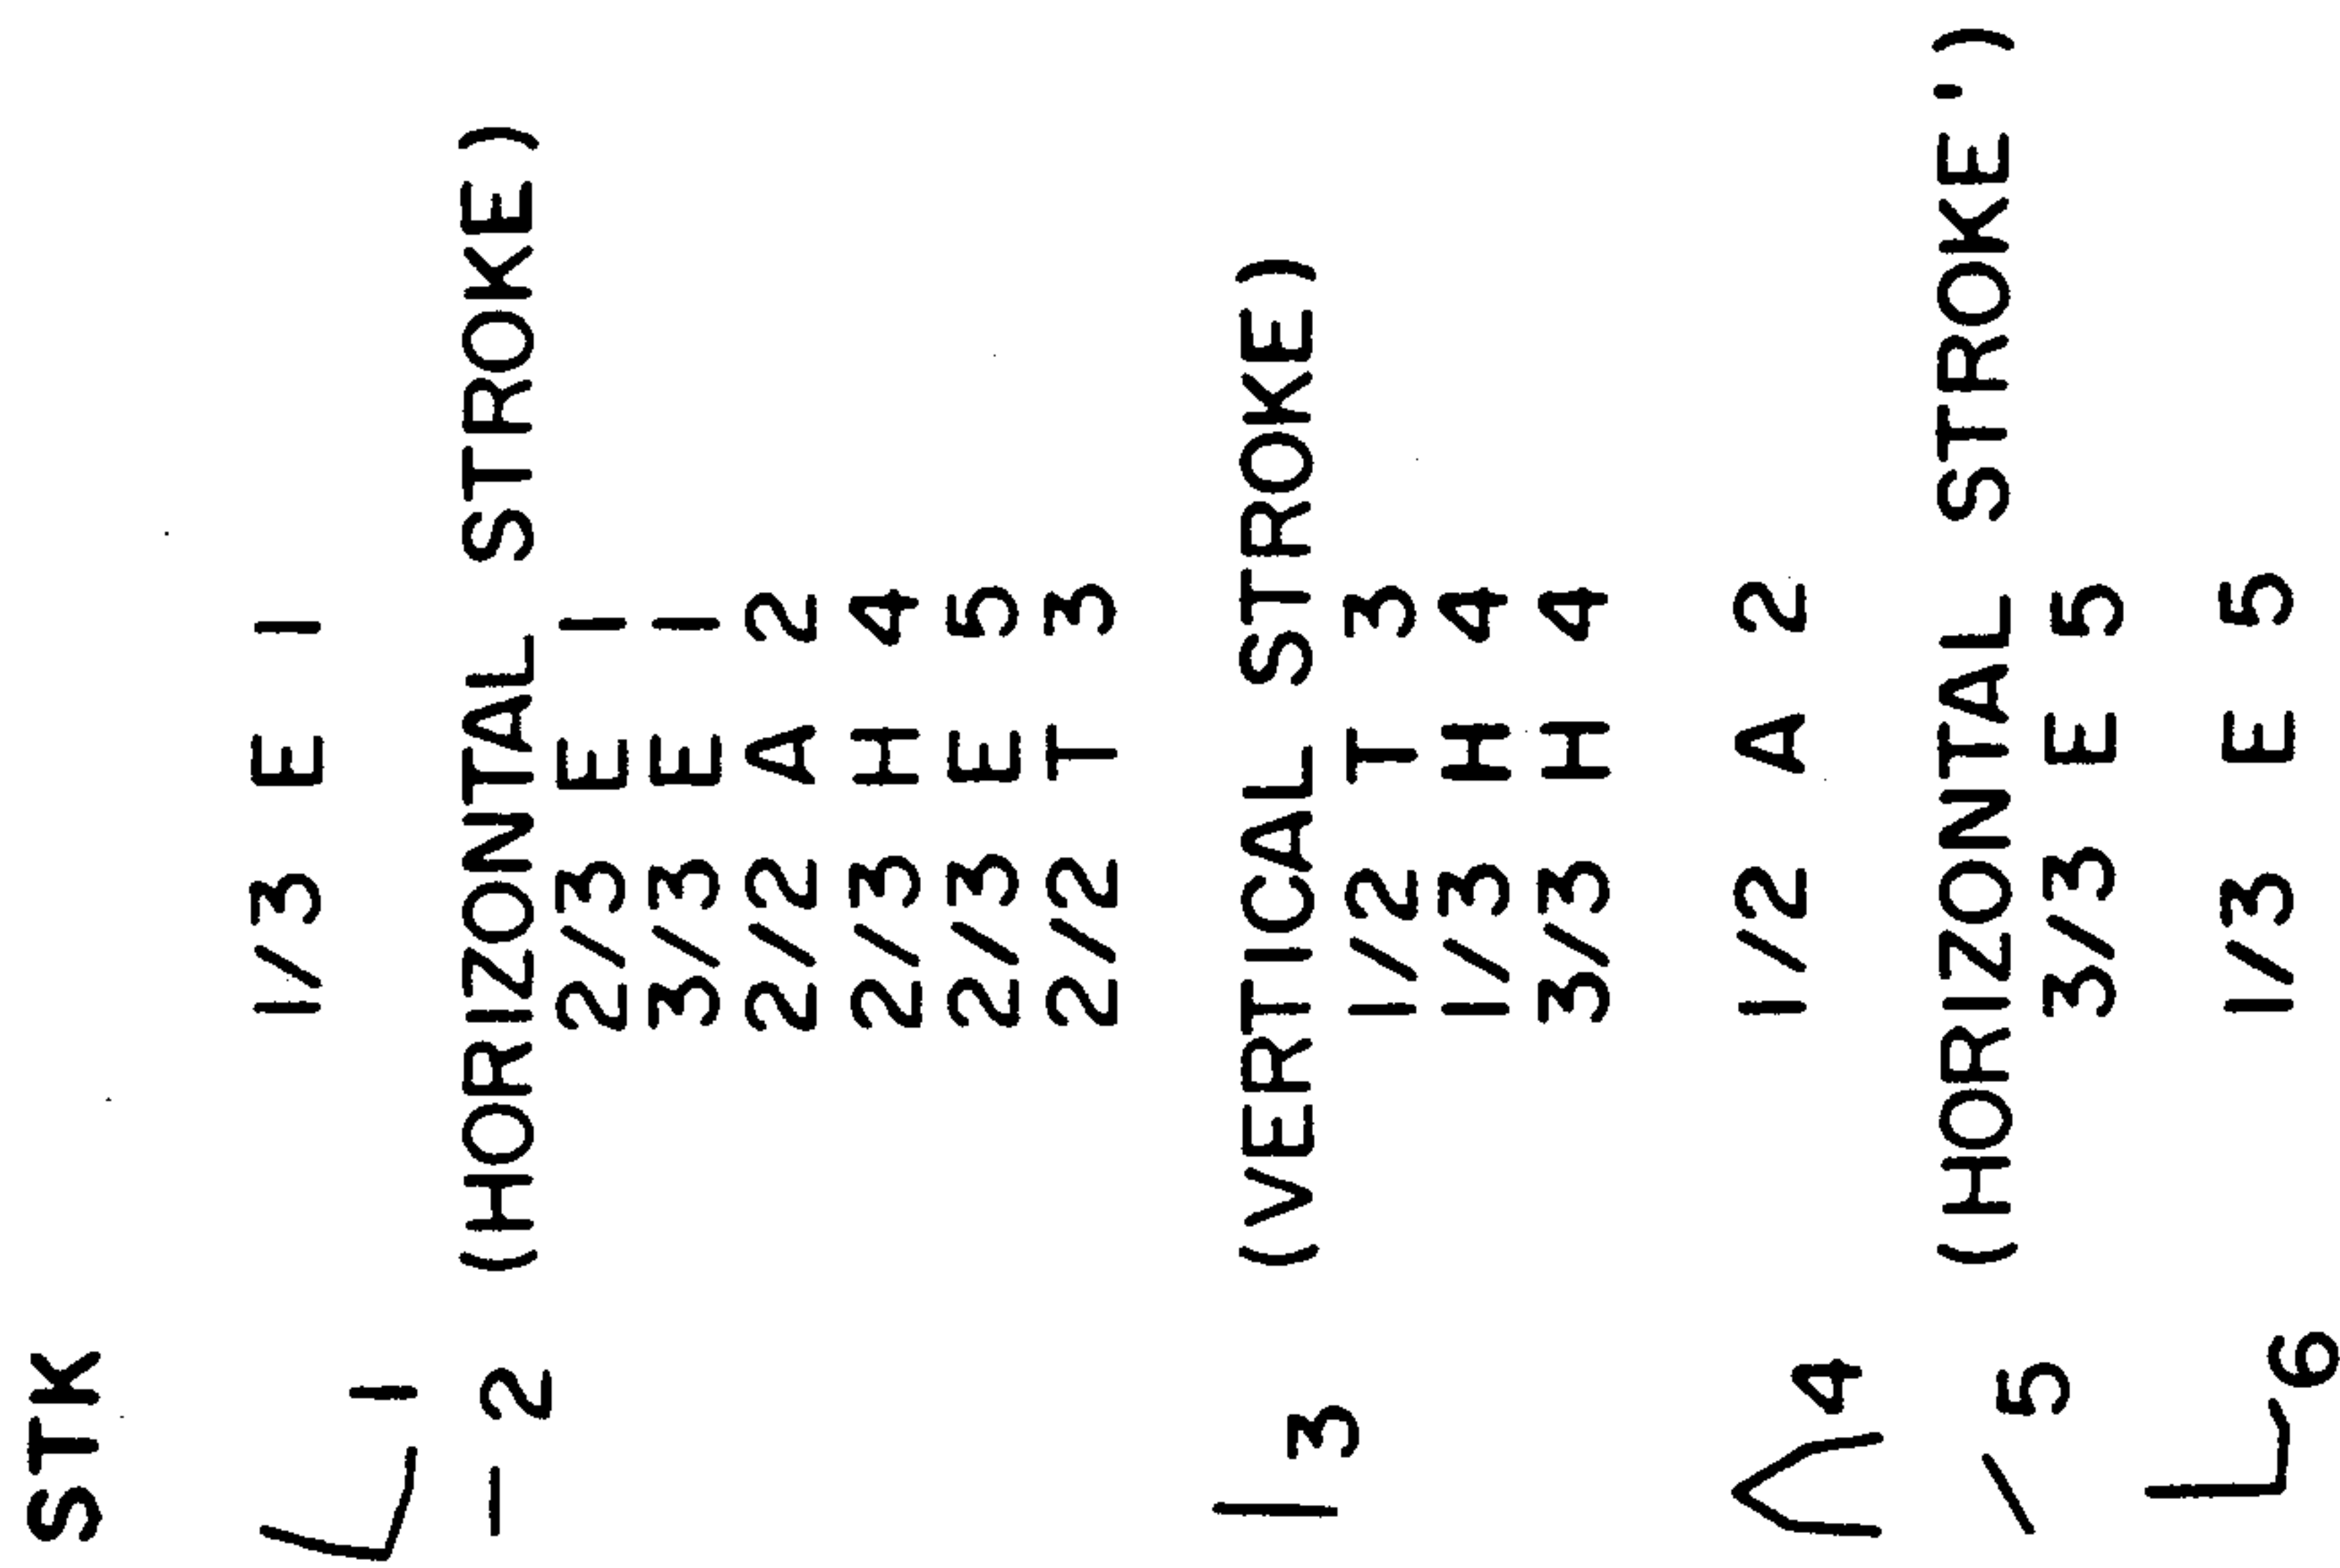 STK
1/3 E 1
1
2 (HORIZONTAL STROKE)
2/3 E 1
3/3 E 1
2/2 A 2
2/3 H 4
2/3 E 5
2/2 T 3
(VERTICAL STROKE)
3
1/2 T 3
1/3 H 4
3/3 H 4
1/2 A 2
4
(HORIZONTAL STROKE')
5
3/3 E 5
1/3 E 5
6